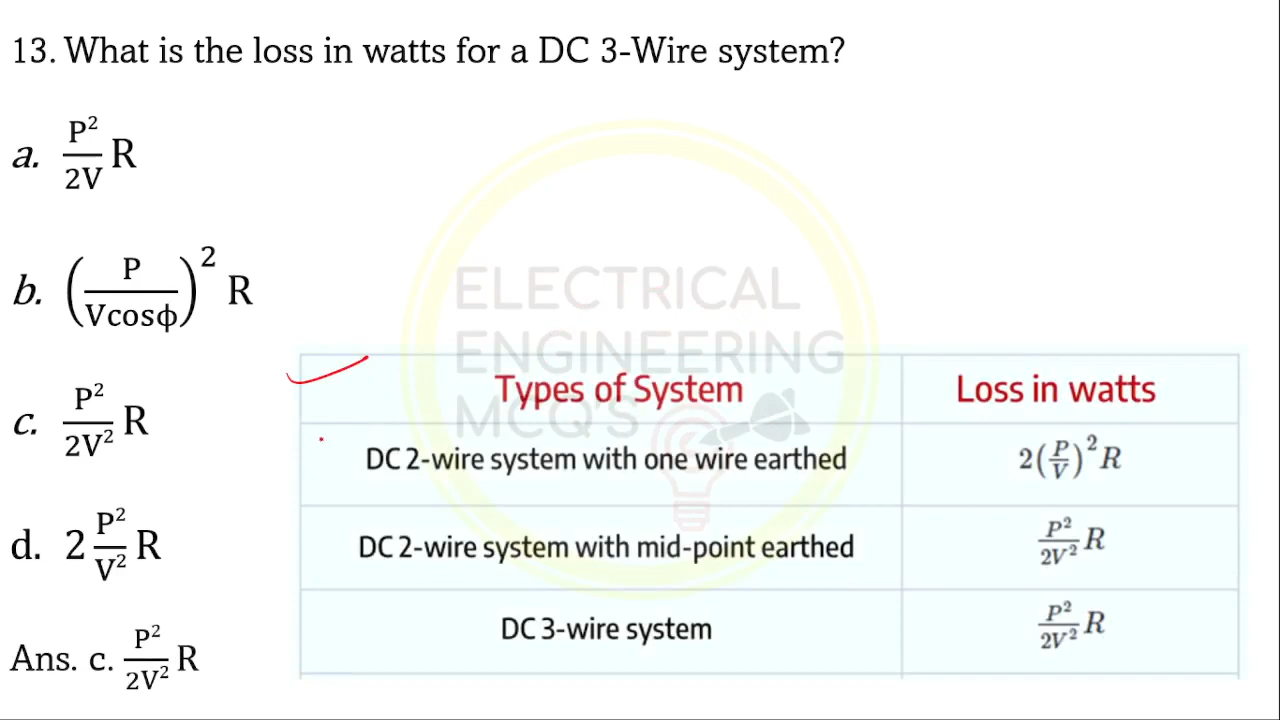 13. What is the loss in watts for a DC 3-Wire system?
a. P²/2V R
b. (P/Vcosϕ)² R
c. P²/2V² R
d. 2 P²/V² R
Ans. c. P²/2V² R
ELECTRICAL
ENGINEERING
MCQ'S
Types of System Loss in watts
DC 2-wire system with one wire earthed 2(P/V)² R
DC 2-wire system with mid-point earthed P²/2V² R
DC 3-wire system P²/2V² R